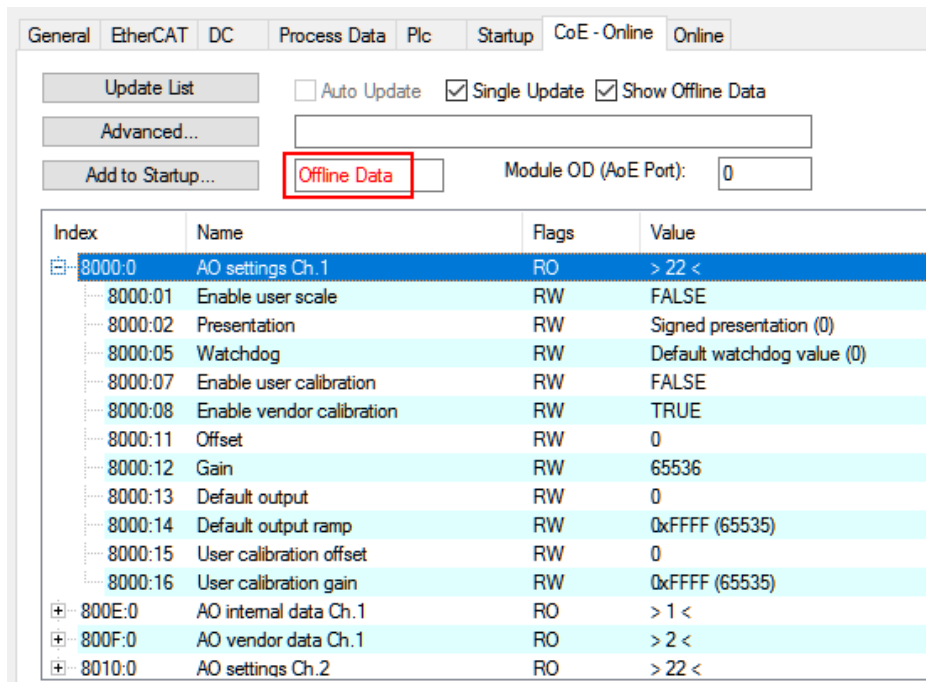 General EtherCAT DC Process Data Plc Startup CoE - Online Online
Update List Auto Update Single Update Show Offline Data
Advanced...
Add to Startup... Offline Data Module OD (AoE Port): 0
Index Name Flags Value
8000:0 AO settings Ch.1 RO > 22 <
8000:01 Enable user scale RW FALSE
8000:02 Presentation RW Signed presentation (0)
8000:05 Watchdog RW Default watchdog value (0)
8000:07 Enable user calibration RW FALSE
8000:08 Enable vendor calibration RW TRUE
8000:11 Offset RW 0
8000:12 Gain RW 65536
8000:13 Default output RW 0
8000:14 Default output ramp RW 0xFFFF (65535)
8000:15 User calibration offset RW 0
8000:16 User calibration gain RW 0xFFFF (65535)
800E:0 AO internal data Ch.1 RO > 1 <
800F:0 AO vendor data Ch.1 RO > 2 <
8010:0 AO settings Ch.2 RO > 22 <